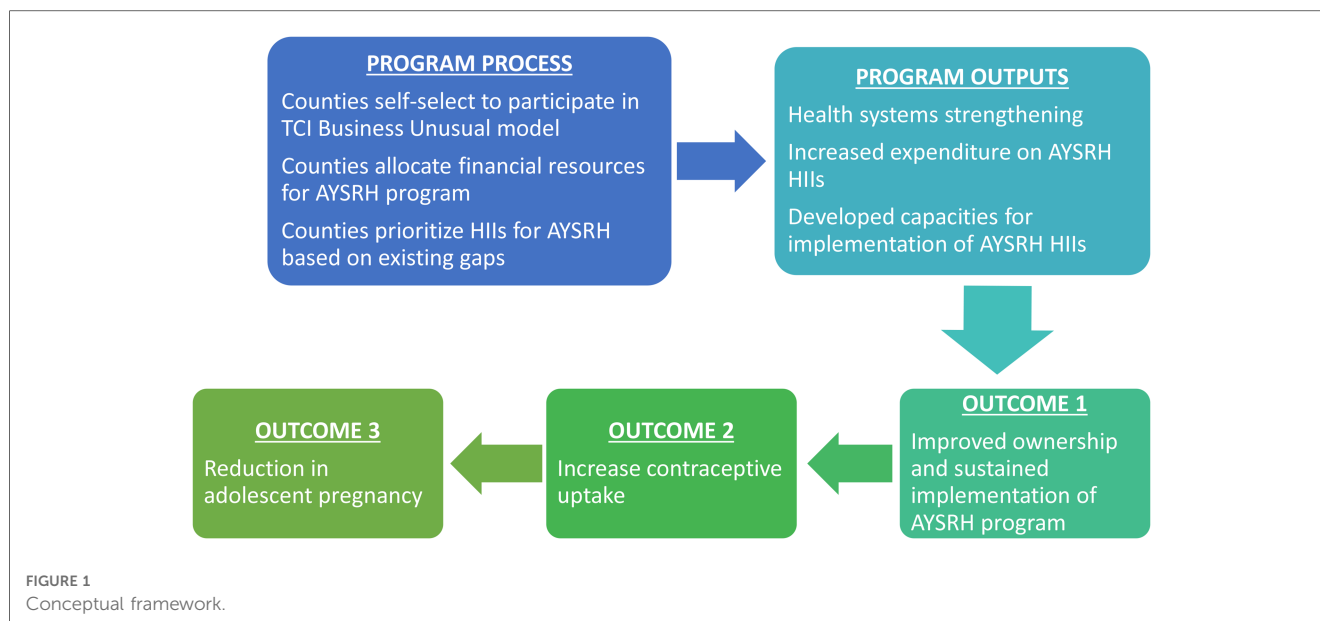 PROGRAM PROCESS
Counties self-select to participate in
TCI Business Unusual model
Counties allocate financial resources
for AYSRH program
Counties prioritize HIIs for AYSRH
based on existing gaps
PROGRAM OUTPUTS
Health systems strengthening
Increased expenditure on AYSRH
HIIs
Developed capacities for
implementation of AYSRH HIIs
OUTCOME 1
Improved ownership
and sustained
implementation of
AYSRH program
OUTCOME 2
Increase contraceptive
uptake
OUTCOME 3
Reduction in
adolescent pregnancy
FIGURE 1
Conceptual framework.